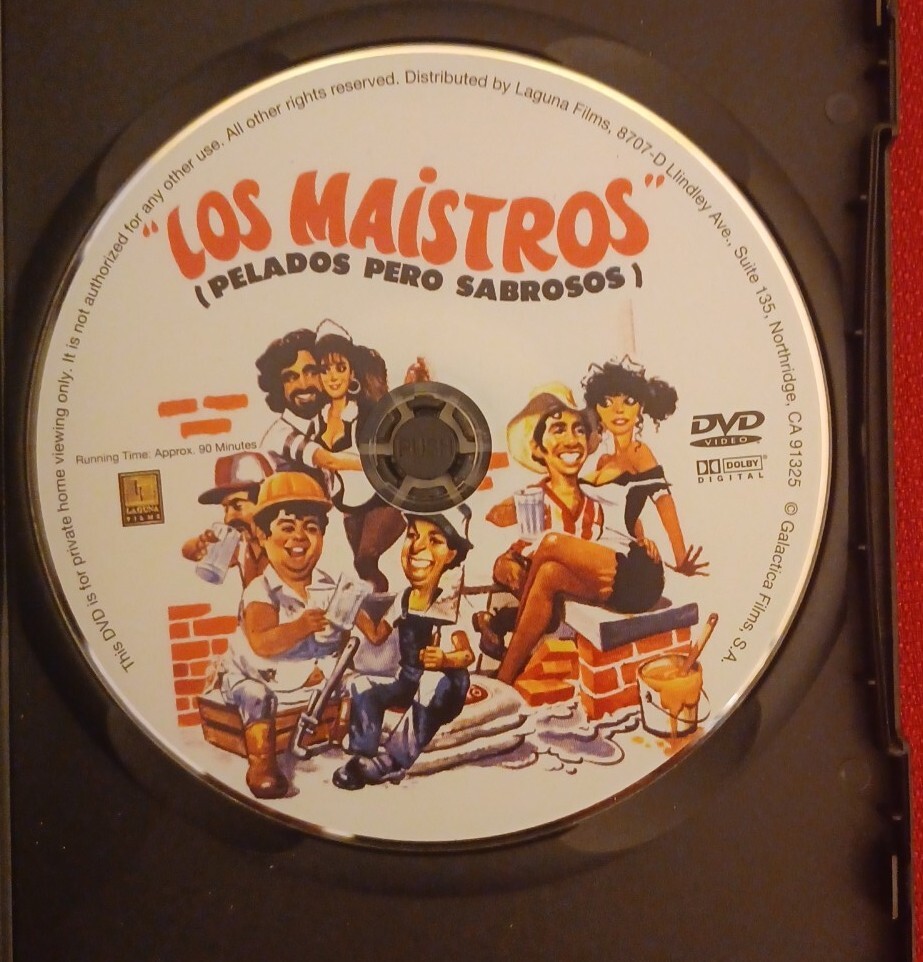 This DVD is for private home viewing only. It is not authorized for any other use. All other rights reserved. Distributed by Laguna Films, 8707-D Llindley Ave., Suite 135, Northridge, CA 91325 © Galactica Films, S.A.
"LOS MAiSTROS"
(PELADOS PERO SABROSOS)
Running Time: Approx. 90 Minutes
LAGUNA
FILMS
PUSH
DVD
VIDEO
DOLBY
DIGITAL